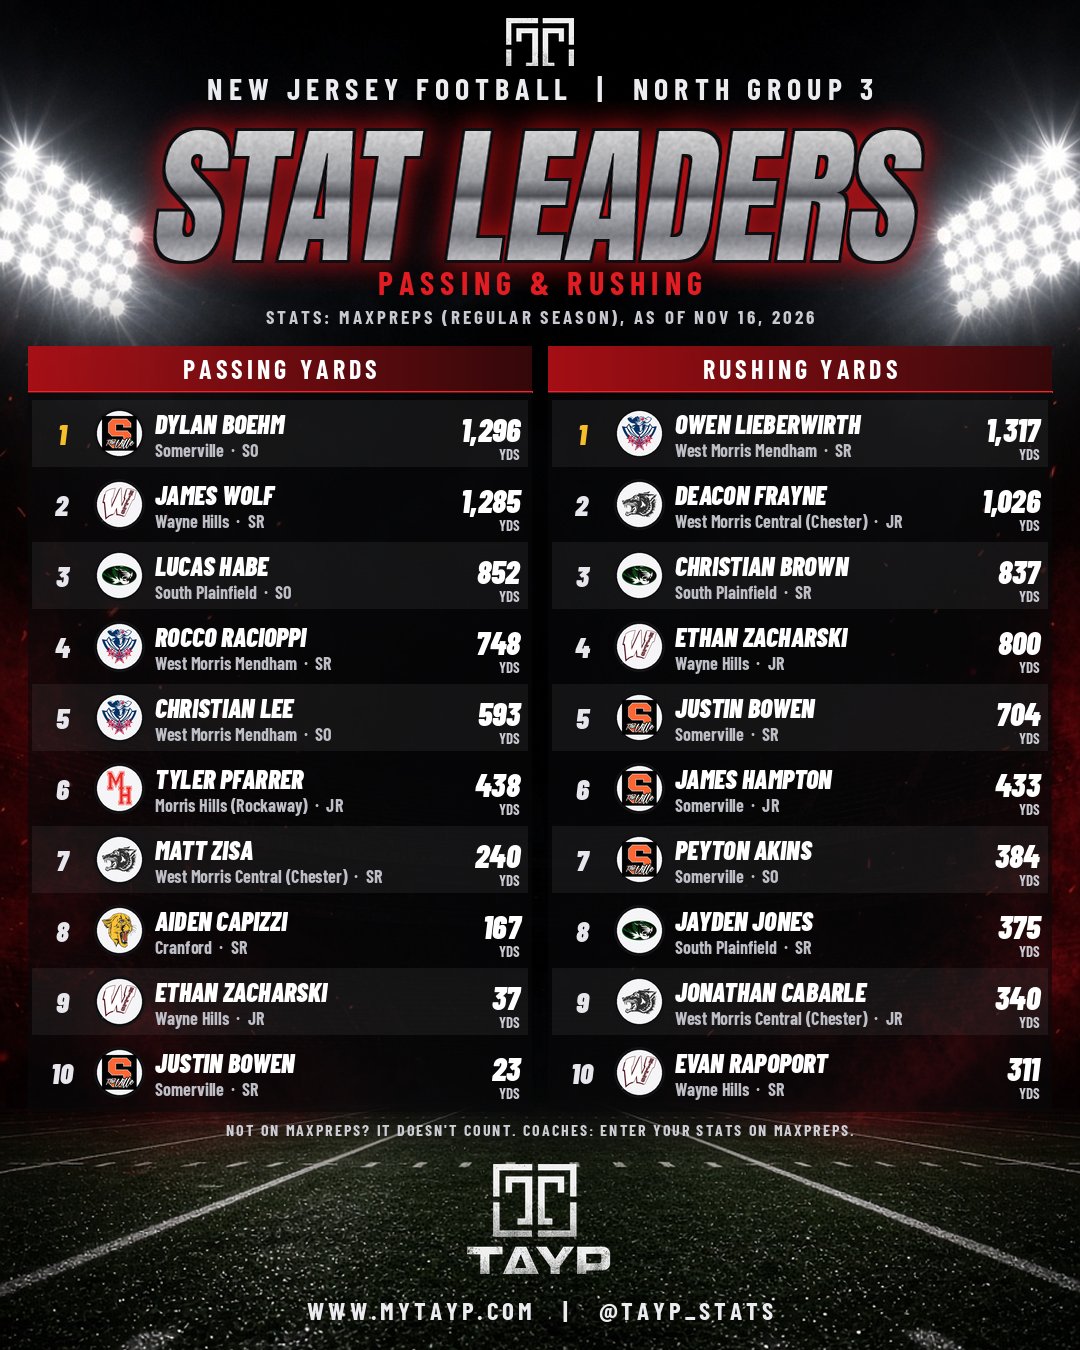 NEW JERSEY FOOTBALL | NORTH GROUP 3
STAT LEADERS
PASSING & RUSHING
STATS: MAXPREPS (REGULAR SEASON), AS OF NOV 16, 2026
PASSING YARDS
1 DYLAN BOEHM 1,296
Somerville · SO YDS
2 JAMES WOLF 1,285
Wayne Hills · SR YDS
3 LUCAS HABE 852
South Plainfield · SO YDS
4 ROCCO RACIOPPI 748
West Morris Mendham · SR YDS
5 CHRISTIAN LEE 593
West Morris Mendham · SO YDS
6 TYLER PFARRER 438
Morris Hills (Rockaway) · JR YDS
7 MATT ZISA 240
West Morris Central (Chester) · SR YDS
8 AIDEN CAPIZZI 167
Cranford · SR YDS
9 ETHAN ZACHARSKI 37
Wayne Hills · JR YDS
10 JUSTIN BOWEN 23
Somerville · SR YDS
RUSHING YARDS
1 OWEN LIEBERWIRTH 1,317
West Morris Mendham · SR YDS
2 DEACON FRAYNE 1,026
West Morris Central (Chester) · JR YDS
3 CHRISTIAN BROWN 837
South Plainfield · SR YDS
4 ETHAN ZACHARSKI 800
Wayne Hills · JR YDS
5 JUSTIN BOWEN 704
Somerville · SR YDS
6 JAMES HAMPTON 433
Somerville · JR YDS
7 PEYTON AKINS 384
Somerville · SO YDS
8 JAYDEN JONES 375
South Plainfield · SR YDS
9 JONATHAN CABARLE 340
West Morris Central (Chester) · JR YDS
10 EVAN RAPOPORT 311
Wayne Hills · SR YDS
NOT ON MAXPREPS? IT DOESN'T COUNT. COACHES: ENTER YOUR STATS ON MAXPREPS.
TAYP
WWW.MYTAYP.COM | @TAYP_STATS